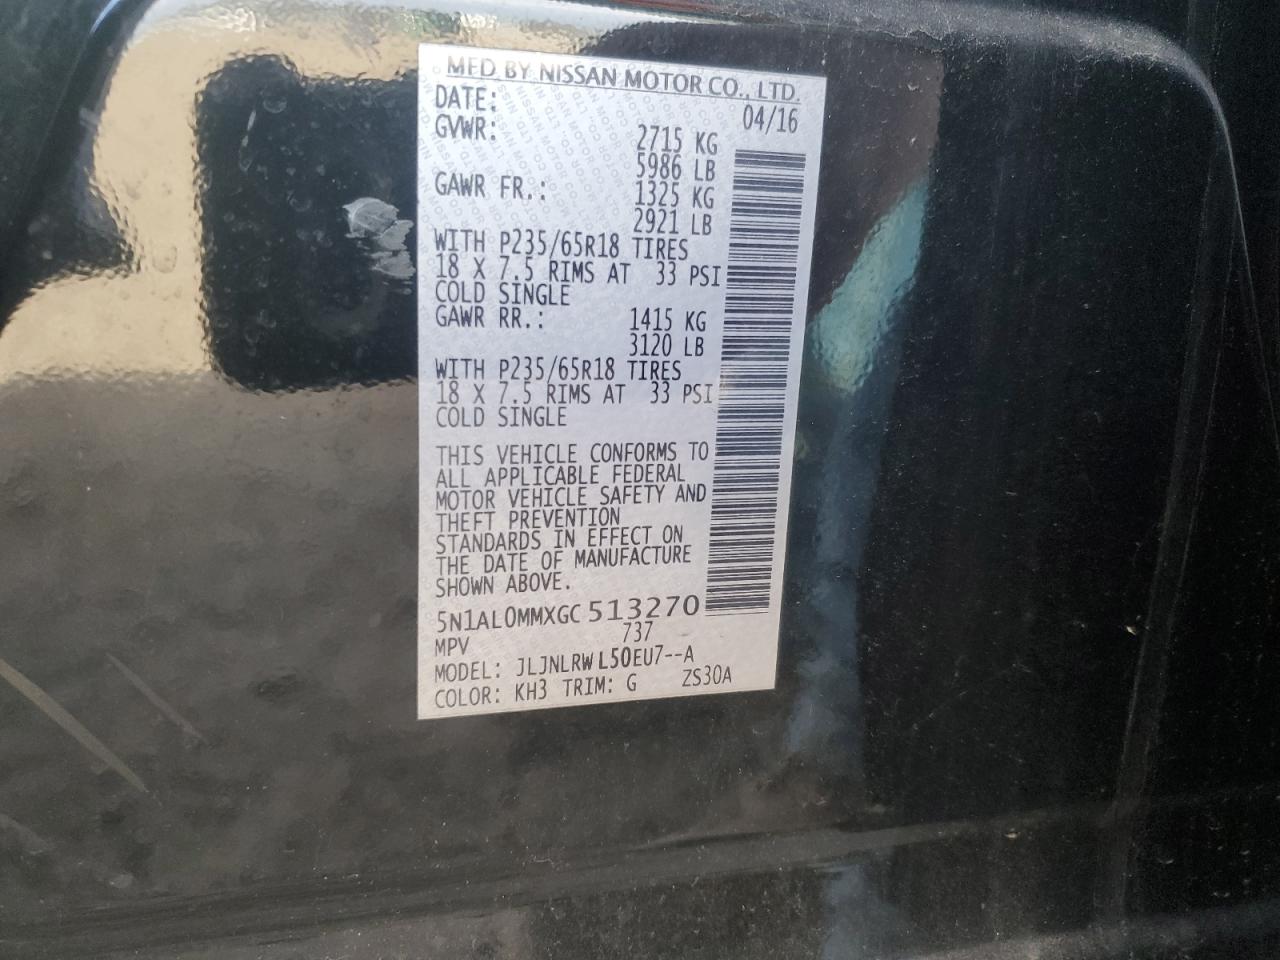 MFD BY NISSAN MOTOR CO., LTD.
DATE: 04/16
GVWR: 2715 KG
5986 LB
GAWR FR.: 1325 KG
2921 LB
WITH P235/65R18 TIRES
18 X 7.5 RIMS AT 33 PSI
COLD SINGLE
GAWR RR.: 1415 KG
3120 LB
WITH P235/65R18 TIRES
18 X 7.5 RIMS AT 33 PSI
COLD SINGLE
THIS VEHICLE CONFORMS TO
ALL APPLICABLE FEDERAL
MOTOR VEHICLE SAFETY AND
THEFT PREVENTION
STANDARDS IN EFFECT ON
THE DATE OF MANUFACTURE
SHOWN ABOVE.
5N1AL0MMXGC513270
MPV 737
MODEL: JLJNLRWL50EU7--A
COLOR: KH3 TRIM: G ZS30A